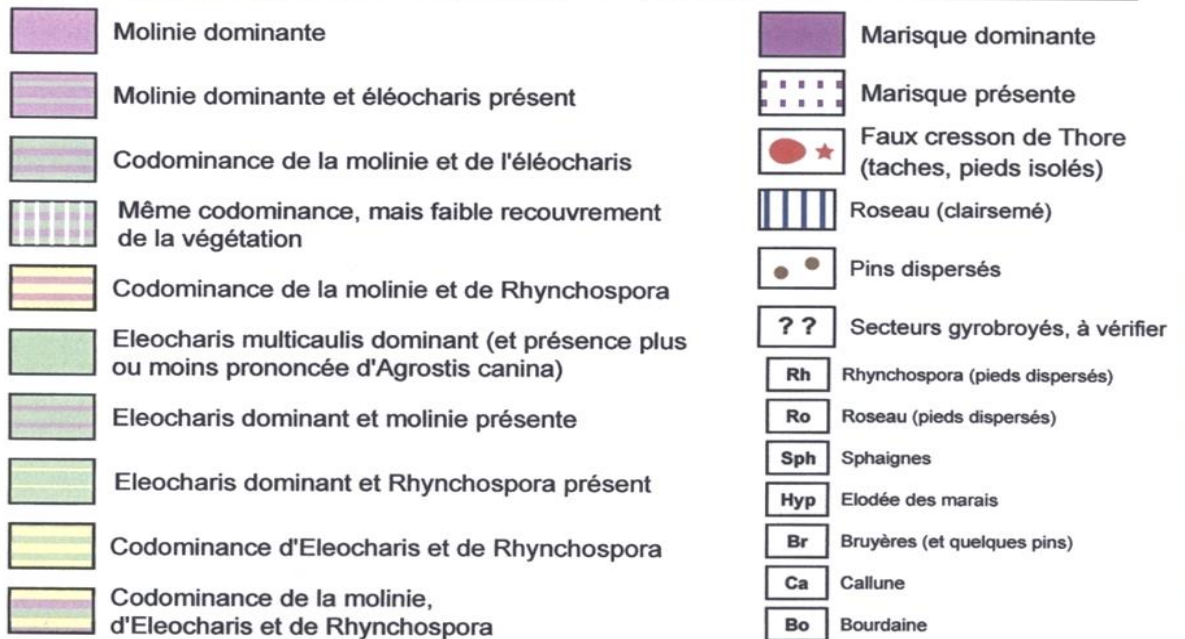 Molinie dominante
Molinie dominante et éléocharis présent
Codominance de la molinie et de l'éléocharis
Même codominance, mais faible recouvrement
de la végétation
Codominance de la molinie et de Rhynchospora
Eleocharis multicaulis dominant (et présence plus
ou moins prononcée d'Agrostis canina)
Eleocharis dominant et molinie présente
Eleocharis dominant et Rhynchospora présent
Codominance d'Eleocharis et de Rhynchospora
Codominance de la molinie,
d'Eleocharis et de Rhynchospora
Marisque dominante
Marisque présente
Faux cresson de Thore
(taches, pieds isolés)
Roseau (clairsemé)
Pins dispersés
? ? Secteurs gyrobroyés, à vérifier
Rh Rhynchospora (pieds dispersés)
Ro Roseau (pieds dispersés)
Sph Sphaignes
Hyp Elodée des marais
Br Bruyères (et quelques pins)
Ca Callune
Bo Bourdaine